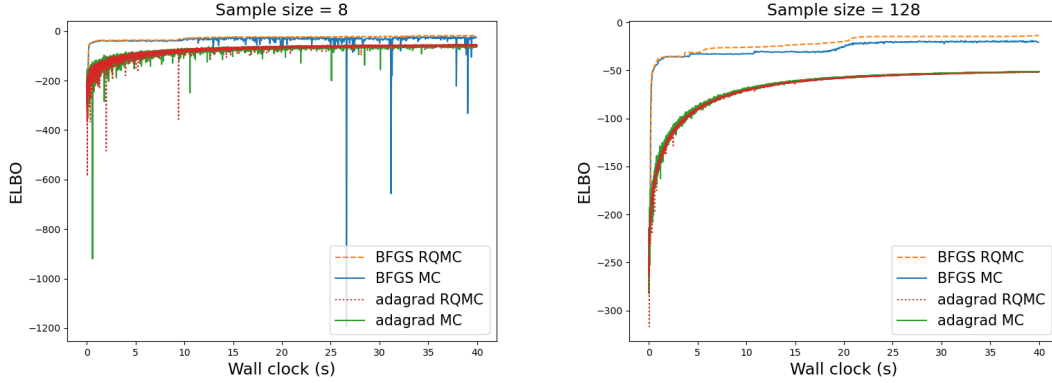 Sample size = 8
0
−200
−400
−600
−800
−1000
−1200
ELBO
BFGS RQMC
BFGS MC
adagrad RQMC
adagrad MC
0 5 10 15 20 25 30 35 40
Wall clock (s)
Sample size = 128
0
−50
−100
−150
−200
−250
−300
ELBO
BFGS RQMC
BFGS MC
adagrad RQMC
adagrad MC
0 5 10 15 20 25 30 35 40
Wall clock (s)